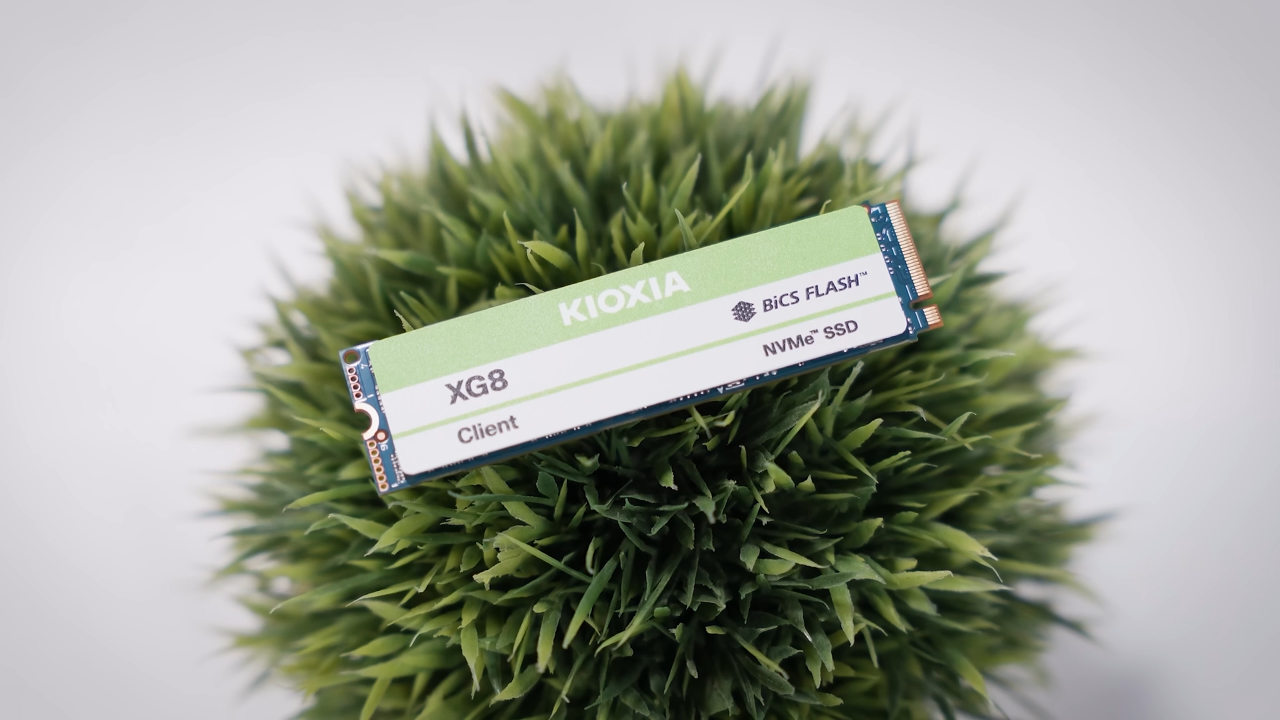 KIOXIA
BiCS FLASH™
XG8
NVMe™ SSD
Client